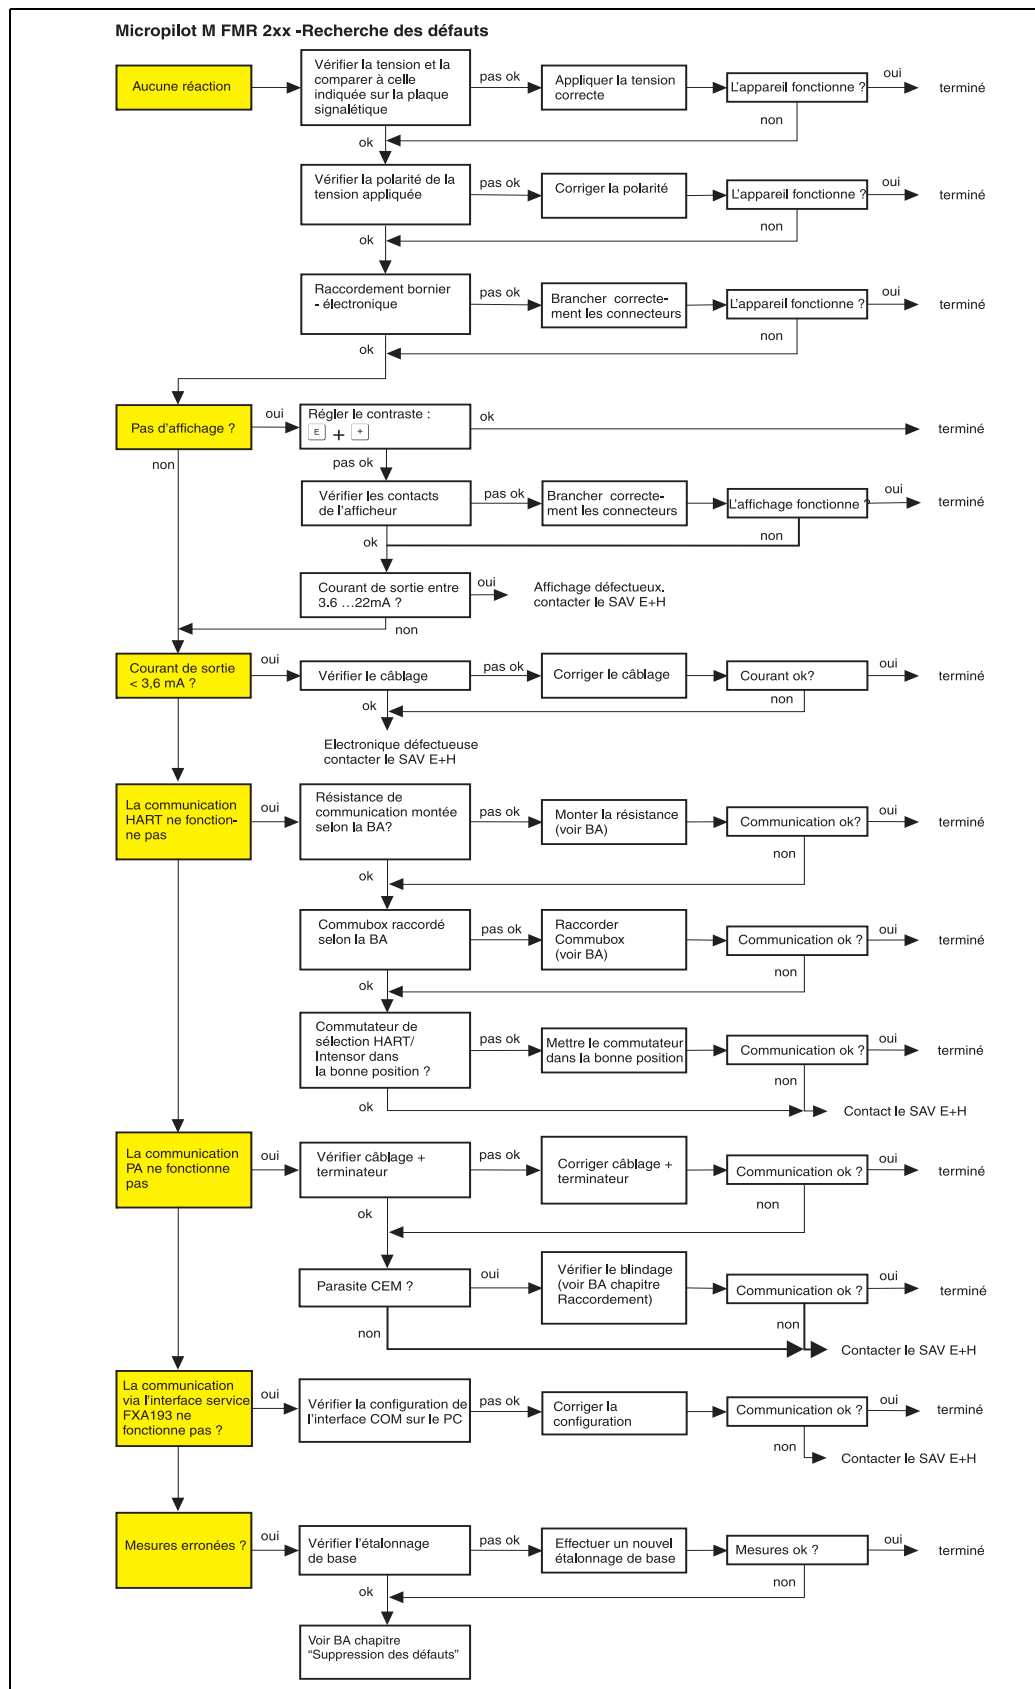 Micropilot M FMR 2xx -Recherche des défauts
Aucune réaction
Vérifier la tension et la
comparer à celle
indiquée sur la plaque
signalétique
pas ok
Appliquer la tension
correcte
L'appareil fonctionne ?
oui
terminé
non
ok
Vérifier la polarité de la
tension appliquée
pas ok
Corriger la polarité
L'appareil fonctionne ?
oui
terminé
non
ok
Raccordement bornier
- électronique
pas ok
Brancher correcte-
ment les connecteurs
L'appareil fonctionne ?
oui
terminé
non
ok
Pas d'affichage ?
oui
Régler le contraste :
E + +
ok
terminé
non
pas ok
Vérifier les contacts
de l'afficheur
pas ok
Brancher correcte-
ment les connecteurs
L'affichage fonctionne ?
oui
terminé
non
ok
Courant de sortie entre
3.6 ...22mA ?
oui
Affichage défectueux.
contacter le SAV E+H
non
Courant de sortie
< 3,6 mA ?
oui
Vérifier le câblage
pas ok
Corriger le câblage
Courant ok?
oui
terminé
non
ok
Electronique défectueuse
contacter le SAV E+H
La communication
HART ne fonction-
ne pas
oui
Résistance de
communication montée
selon la BA?
pas ok
Monter la résistance
(voir BA)
Communication ok?
oui
terminé
non
ok
Commubox raccordé
selon la BA
pas ok
Raccorder
Commubox
(voir BA)
Communication ok ?
oui
terminé
non
ok
Commutateur de
sélection HART/
Intensor dans
la bonne position ?
pas ok
Mettre le commutateur
dans la bonne position
Communication ok ?
oui
terminé
non
ok
Contact le SAV E+H
La communication
PA ne fonctionne
pas
oui
Vérifier câblage +
terminateur
pas ok
Corriger câblage +
terminateur
Communication ok ?
oui
terminé
non
ok
Parasite CEM ?
oui
Vérifier le blindage
(voir BA chapitre
Raccordement)
Communication ok ?
oui
terminé
non
non
Contacter le SAV E+H
La communication
via l'interface service
FXA193 ne
fonctionne pas ?
oui
Vérifier la configuration de
l'interface COM sur le PC
pas ok
Corriger la
configuration
Communication ok ?
oui
terminé
non
Contacter le SAV E+H
Mesures erronées ?
oui
Vérifier l'étalonnage
de base
pas ok
Effectuer un nouvel
étalonnage de base
Mesures ok ?
oui
terminé
non
ok
Voir BA chapitre
“Suppression des défauts”